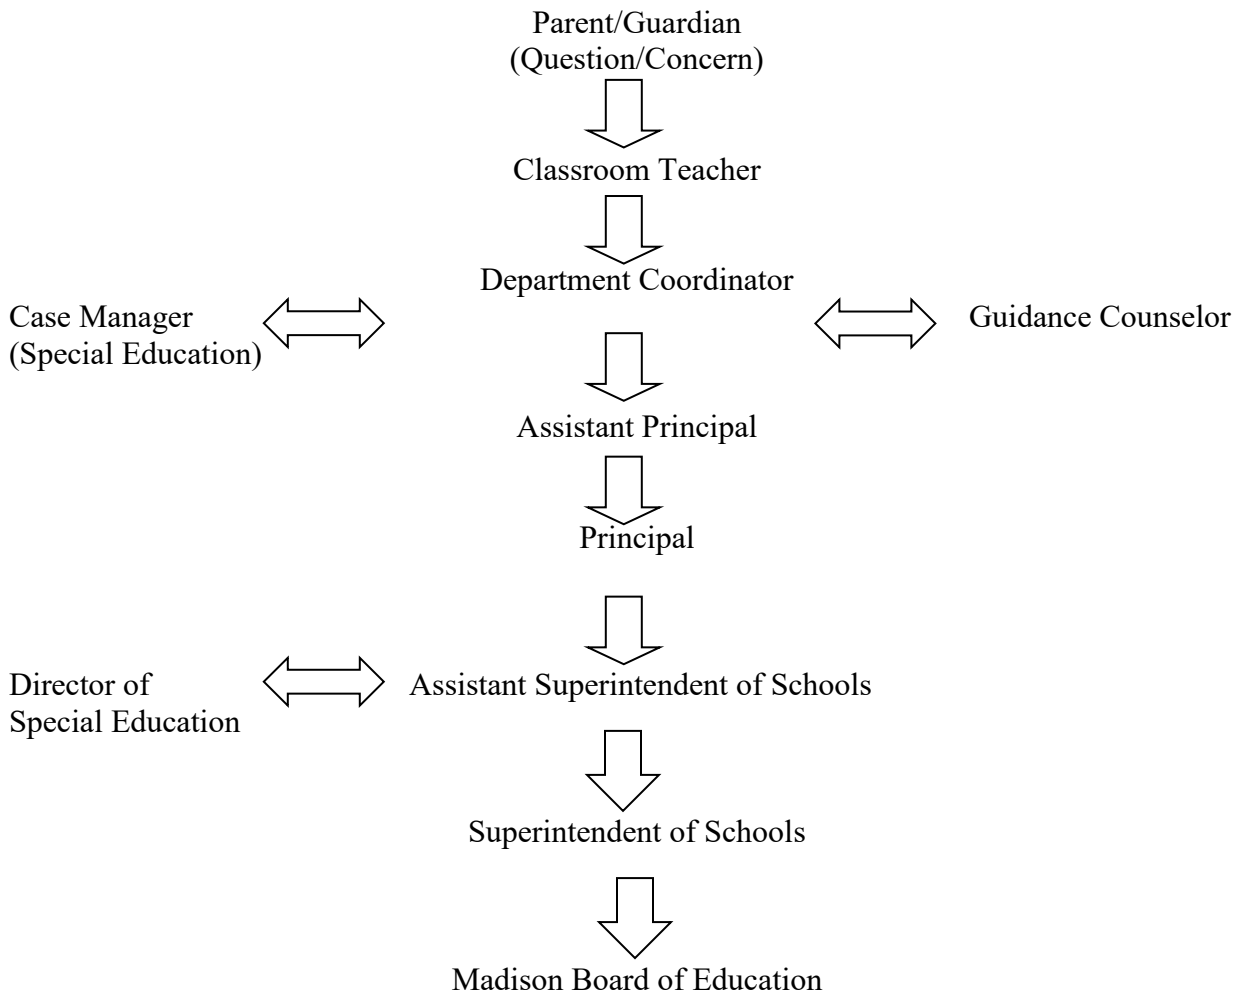 Parent/Guardian
(Question/Concern)
Classroom Teacher
Department Coordinator
Case Manager
(Special Education)
Guidance Counselor
Assistant Principal
Principal
Director of
Special Education
Assistant Superintendent of Schools
Superintendent of Schools
Madison Board of Education